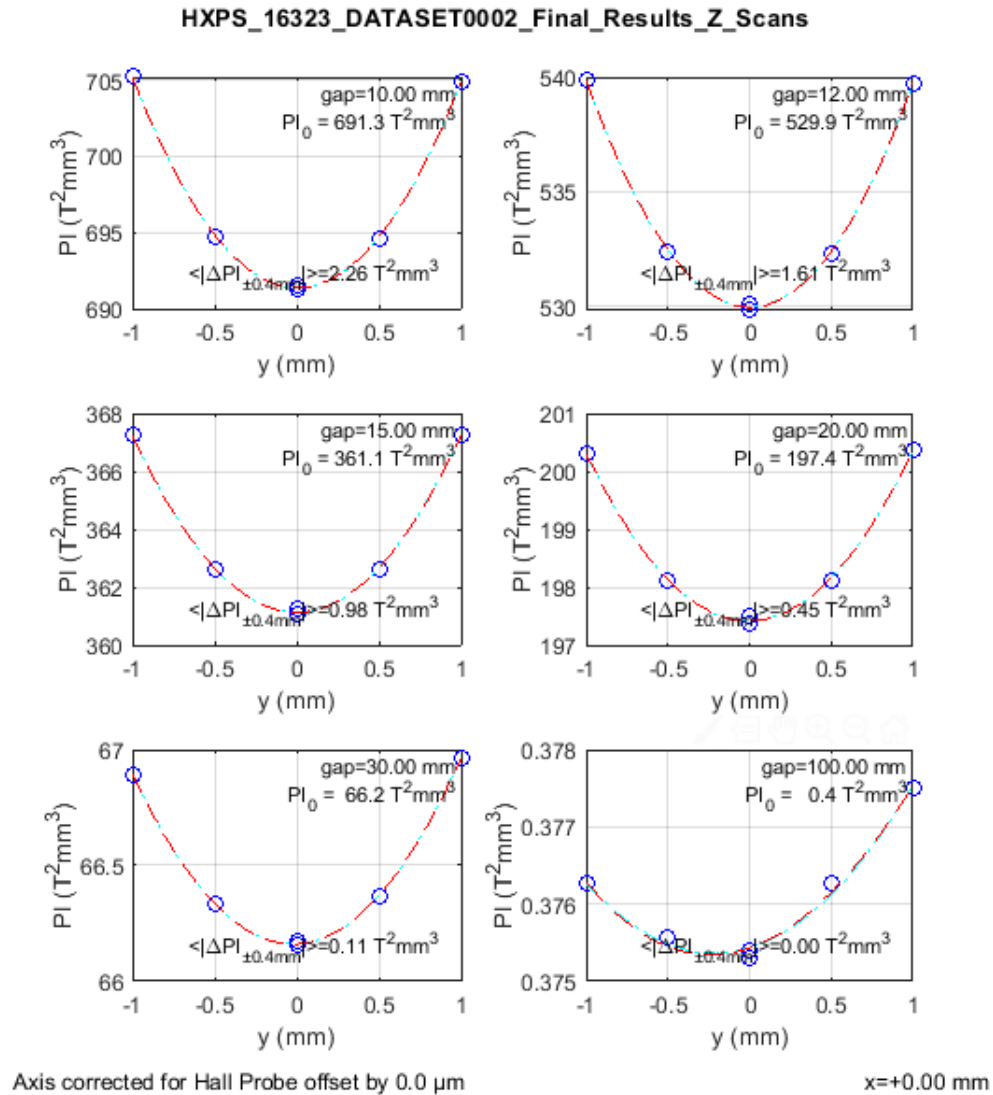 HXPS_16323_DATASET0002_Final_Results_Z_Scans
705
700
695
690
PI (T²mm³)
gap=10.00 mm
PI₀ = 691.3 T²mm³
<|ΔPI±0.4mm|>=2.26 T²mm³
-1 -0.5 0 0.5 1
y (mm)
540
535
530
PI (T²mm³)
gap=12.00 mm
PI₀ = 529.9 T²mm³
<|ΔPI±0.4mm|>=1.61 T²mm³
-1 -0.5 0 0.5 1
y (mm)
368
366
364
362
360
PI (T²mm³)
gap=15.00 mm
PI₀ = 361.1 T²mm³
<|ΔPI±0.4mm|>=0.98 T²mm³
-1 -0.5 0 0.5 1
y (mm)
201
200
199
198
197
PI (T²mm³)
gap=20.00 mm
PI₀ = 197.4 T²mm³
<|ΔPI±0.4mm|>=0.45 T²mm³
-1 -0.5 0 0.5 1
y (mm)
67
66.5
66
PI (T²mm³)
gap=30.00 mm
PI₀ = 66.2 T²mm³
<|ΔPI±0.4mm|>=0.11 T²mm³
-1 -0.5 0 0.5 1
y (mm)
0.378
0.377
0.376
0.375
PI (T²mm³)
gap=100.00 mm
PI₀ = 0.4 T²mm³
<|ΔPI±0.4mm|>=0.00 T²mm³
-1 -0.5 0 0.5 1
y (mm)
Axis corrected for Hall Probe offset by 0.0 µm
x=+0.00 mm